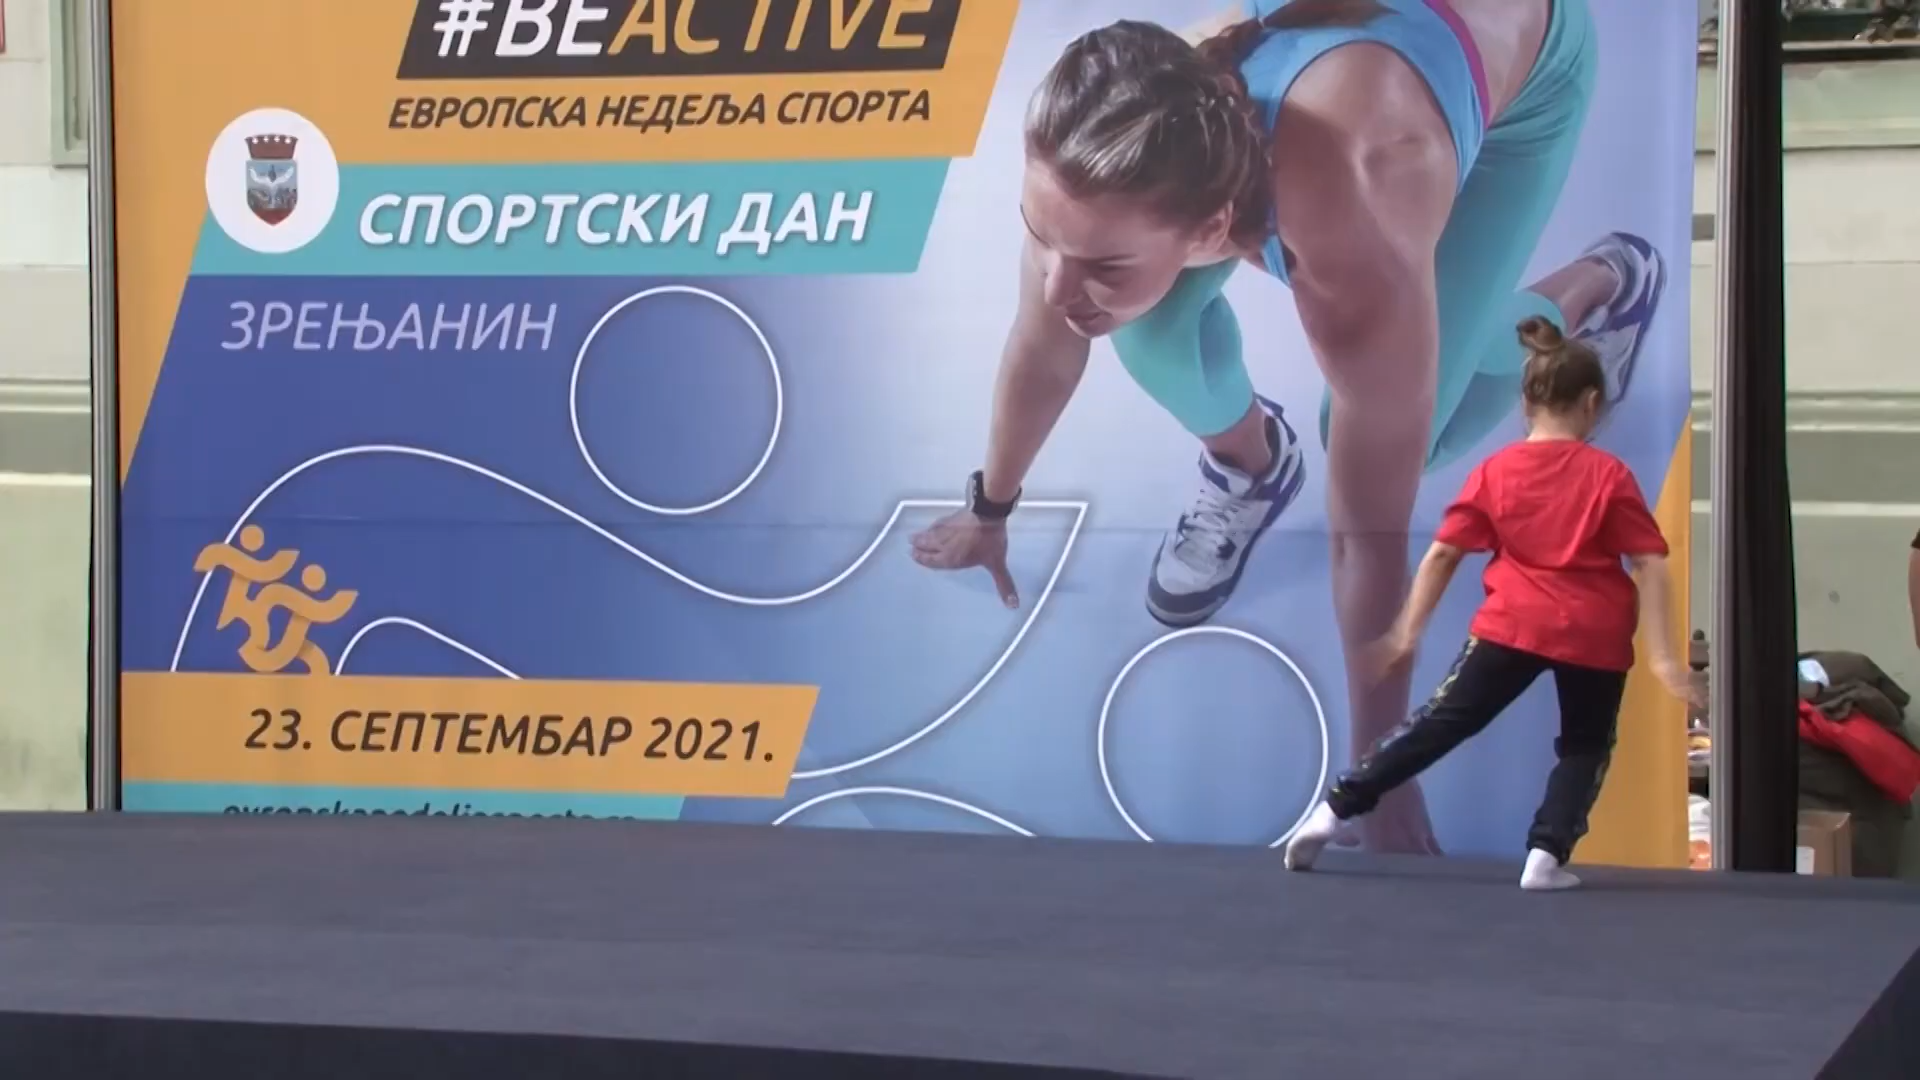 #BEACTIVE
ЕВРОПСКА НЕДЕЉА СПОРТА
СПОРТСКИ ДАН
ЗРЕЊАНИН
23. СЕПТЕМБАР 2021.